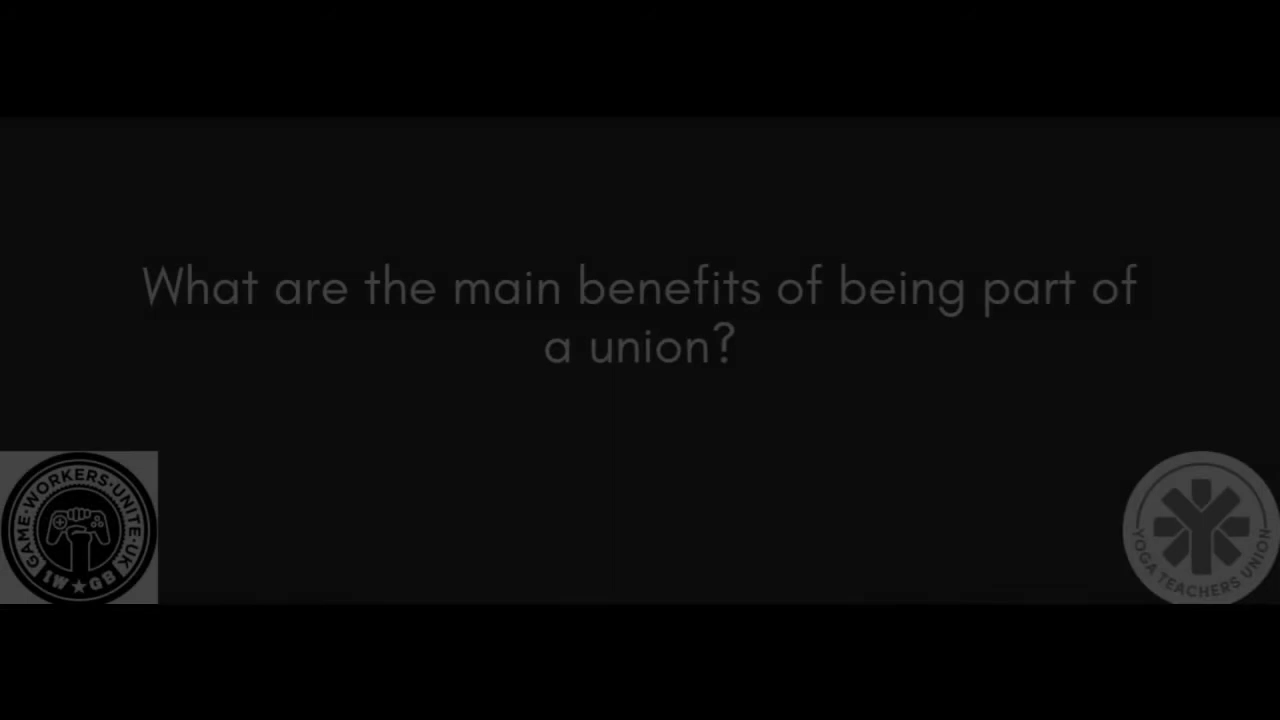 What are the main benefits of being part of
a union?
GAME·WORKERS·UNITE·UK
IW★GB
YOGA TEACHERS UNION